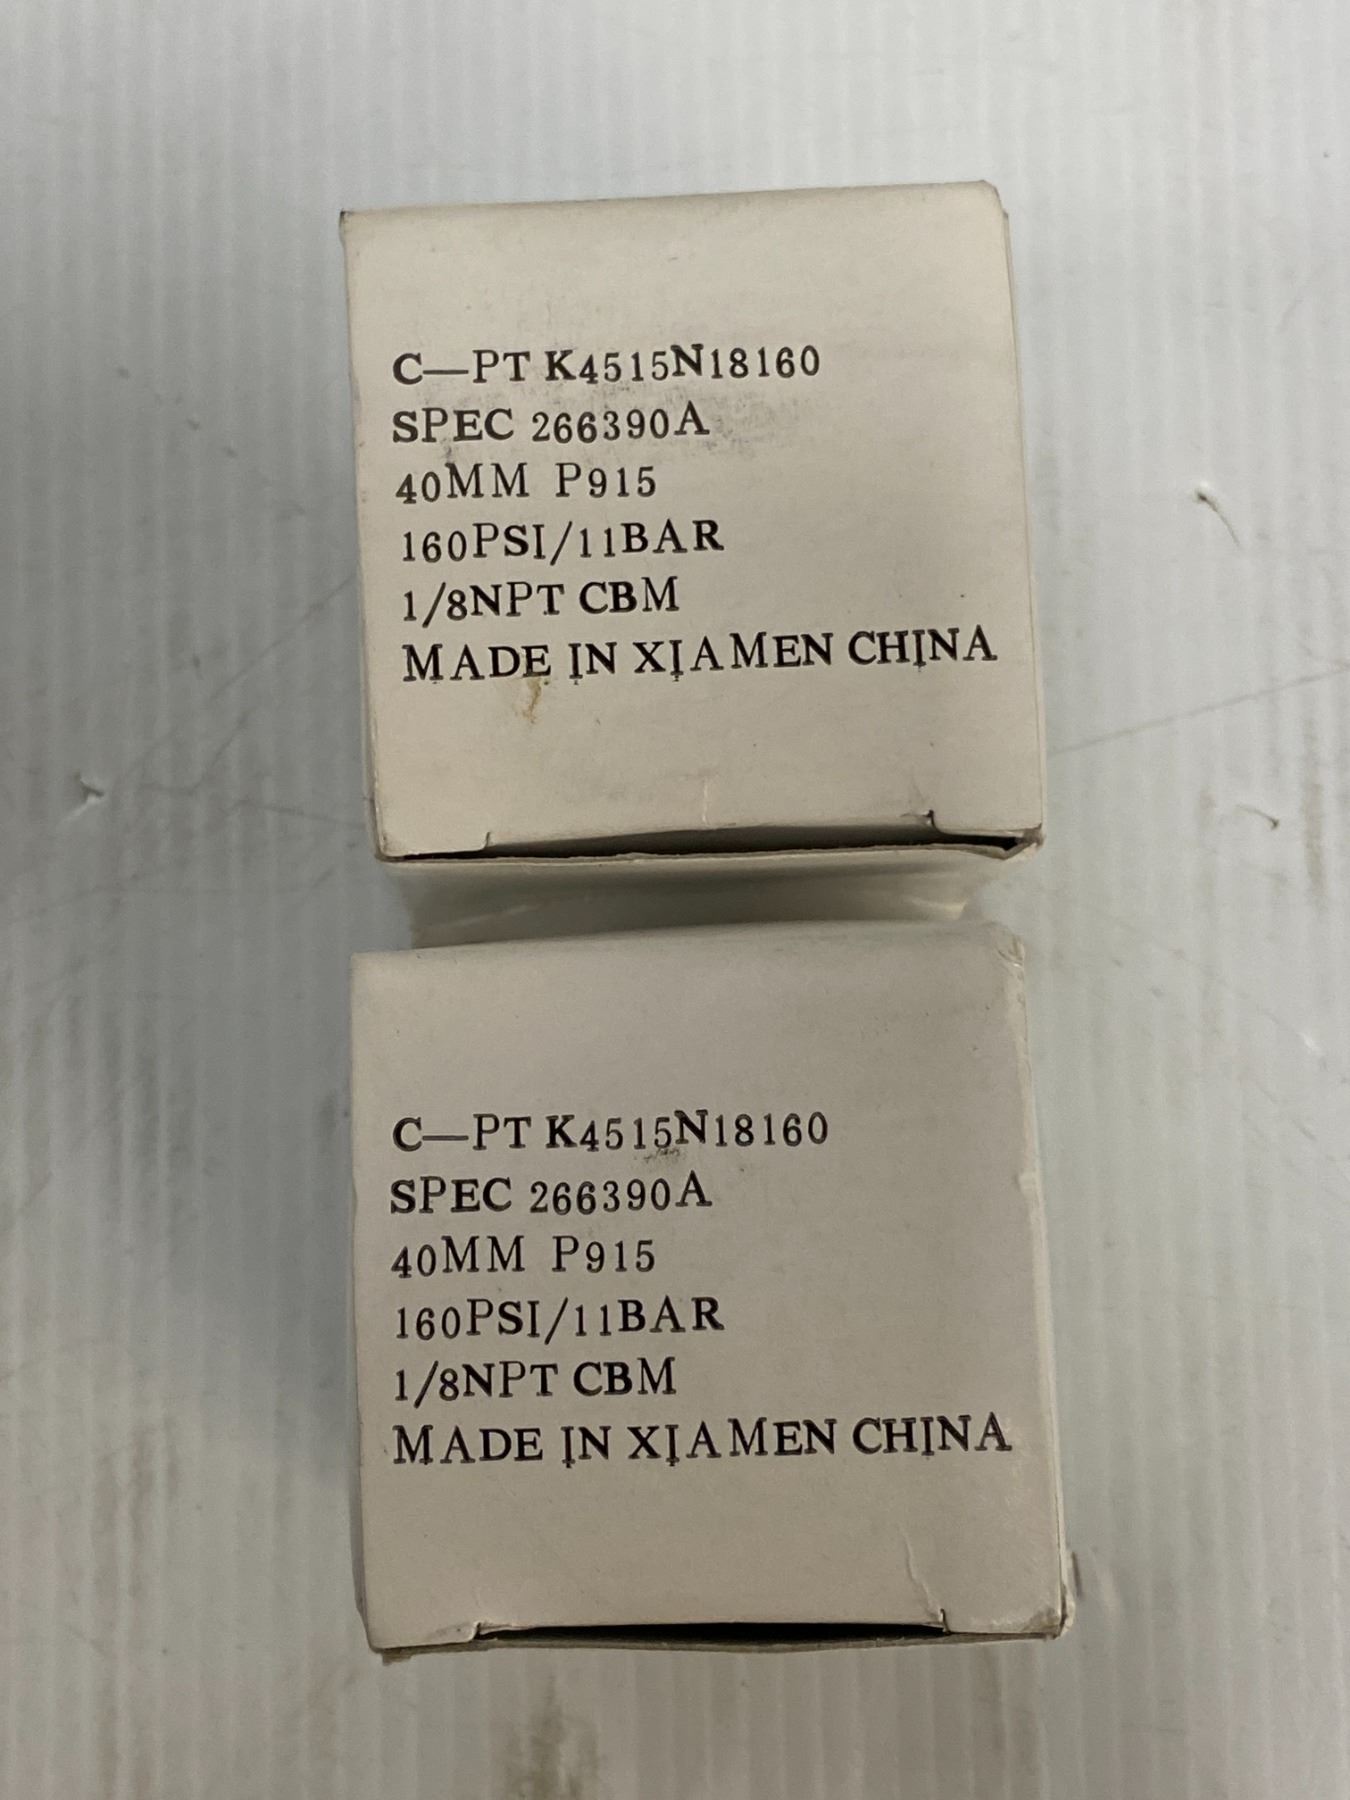 C—PT K4515N18160
SPEC 266390A
40MM P915
160PSI/11BAR
1/8NPT CBM
MADE IN XIAMEN CHINA
C—PT K4515N18160
SPEC 266390A
40MM P915
160PSI/11BAR
1/8NPT CBM
MADE IN XIAMEN CHINA